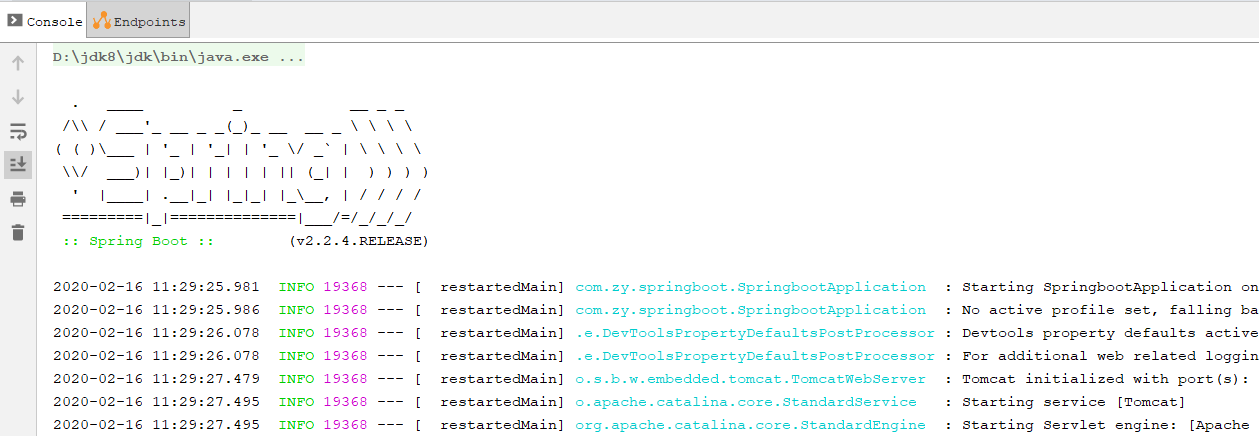 Console Endpoints
D:\jdk8\jdk\bin\java.exe ...
  .   ____          _            __ _ _
 /\\ / ___'_ __ _ _(_)_ __  __ _ \ \ \ \
( ( )\___ | '_ | '_| | '_ \/ _` | \ \ \ \
 \\/  ___)| |_)| | | | | || (_| |  ) ) ) )
  '  |____| .__|_| |_|_| |_\__, | / / / /
 =========|_|==============|___/=/_/_/_/
 :: Spring Boot ::        (v2.2.4.RELEASE)
2020-02-16 11:29:25.981  INFO 19368 --- [  restartedMain] com.zy.springboot.SpringbootApplication  : Starting SpringbootApplication on
2020-02-16 11:29:25.986  INFO 19368 --- [  restartedMain] com.zy.springboot.SpringbootApplication  : No active profile set, falling ba
2020-02-16 11:29:26.078  INFO 19368 --- [  restartedMain] .e.DevToolsPropertyDefaultsPostProcessor : Devtools property defaults active
2020-02-16 11:29:26.078  INFO 19368 --- [  restartedMain] .e.DevToolsPropertyDefaultsPostProcessor : For additional web related loggin
2020-02-16 11:29:27.479  INFO 19368 --- [  restartedMain] o.s.b.w.embedded.tomcat.TomcatWebServer  : Tomcat initialized with port(s):
2020-02-16 11:29:27.495  INFO 19368 --- [  restartedMain] o.apache.catalina.core.StandardService   : Starting service [Tomcat]
2020-02-16 11:29:27.495  INFO 19368 --- [  restartedMain] org.apache.catalina.core.StandardEngine  : Starting Servlet engine: [Apache